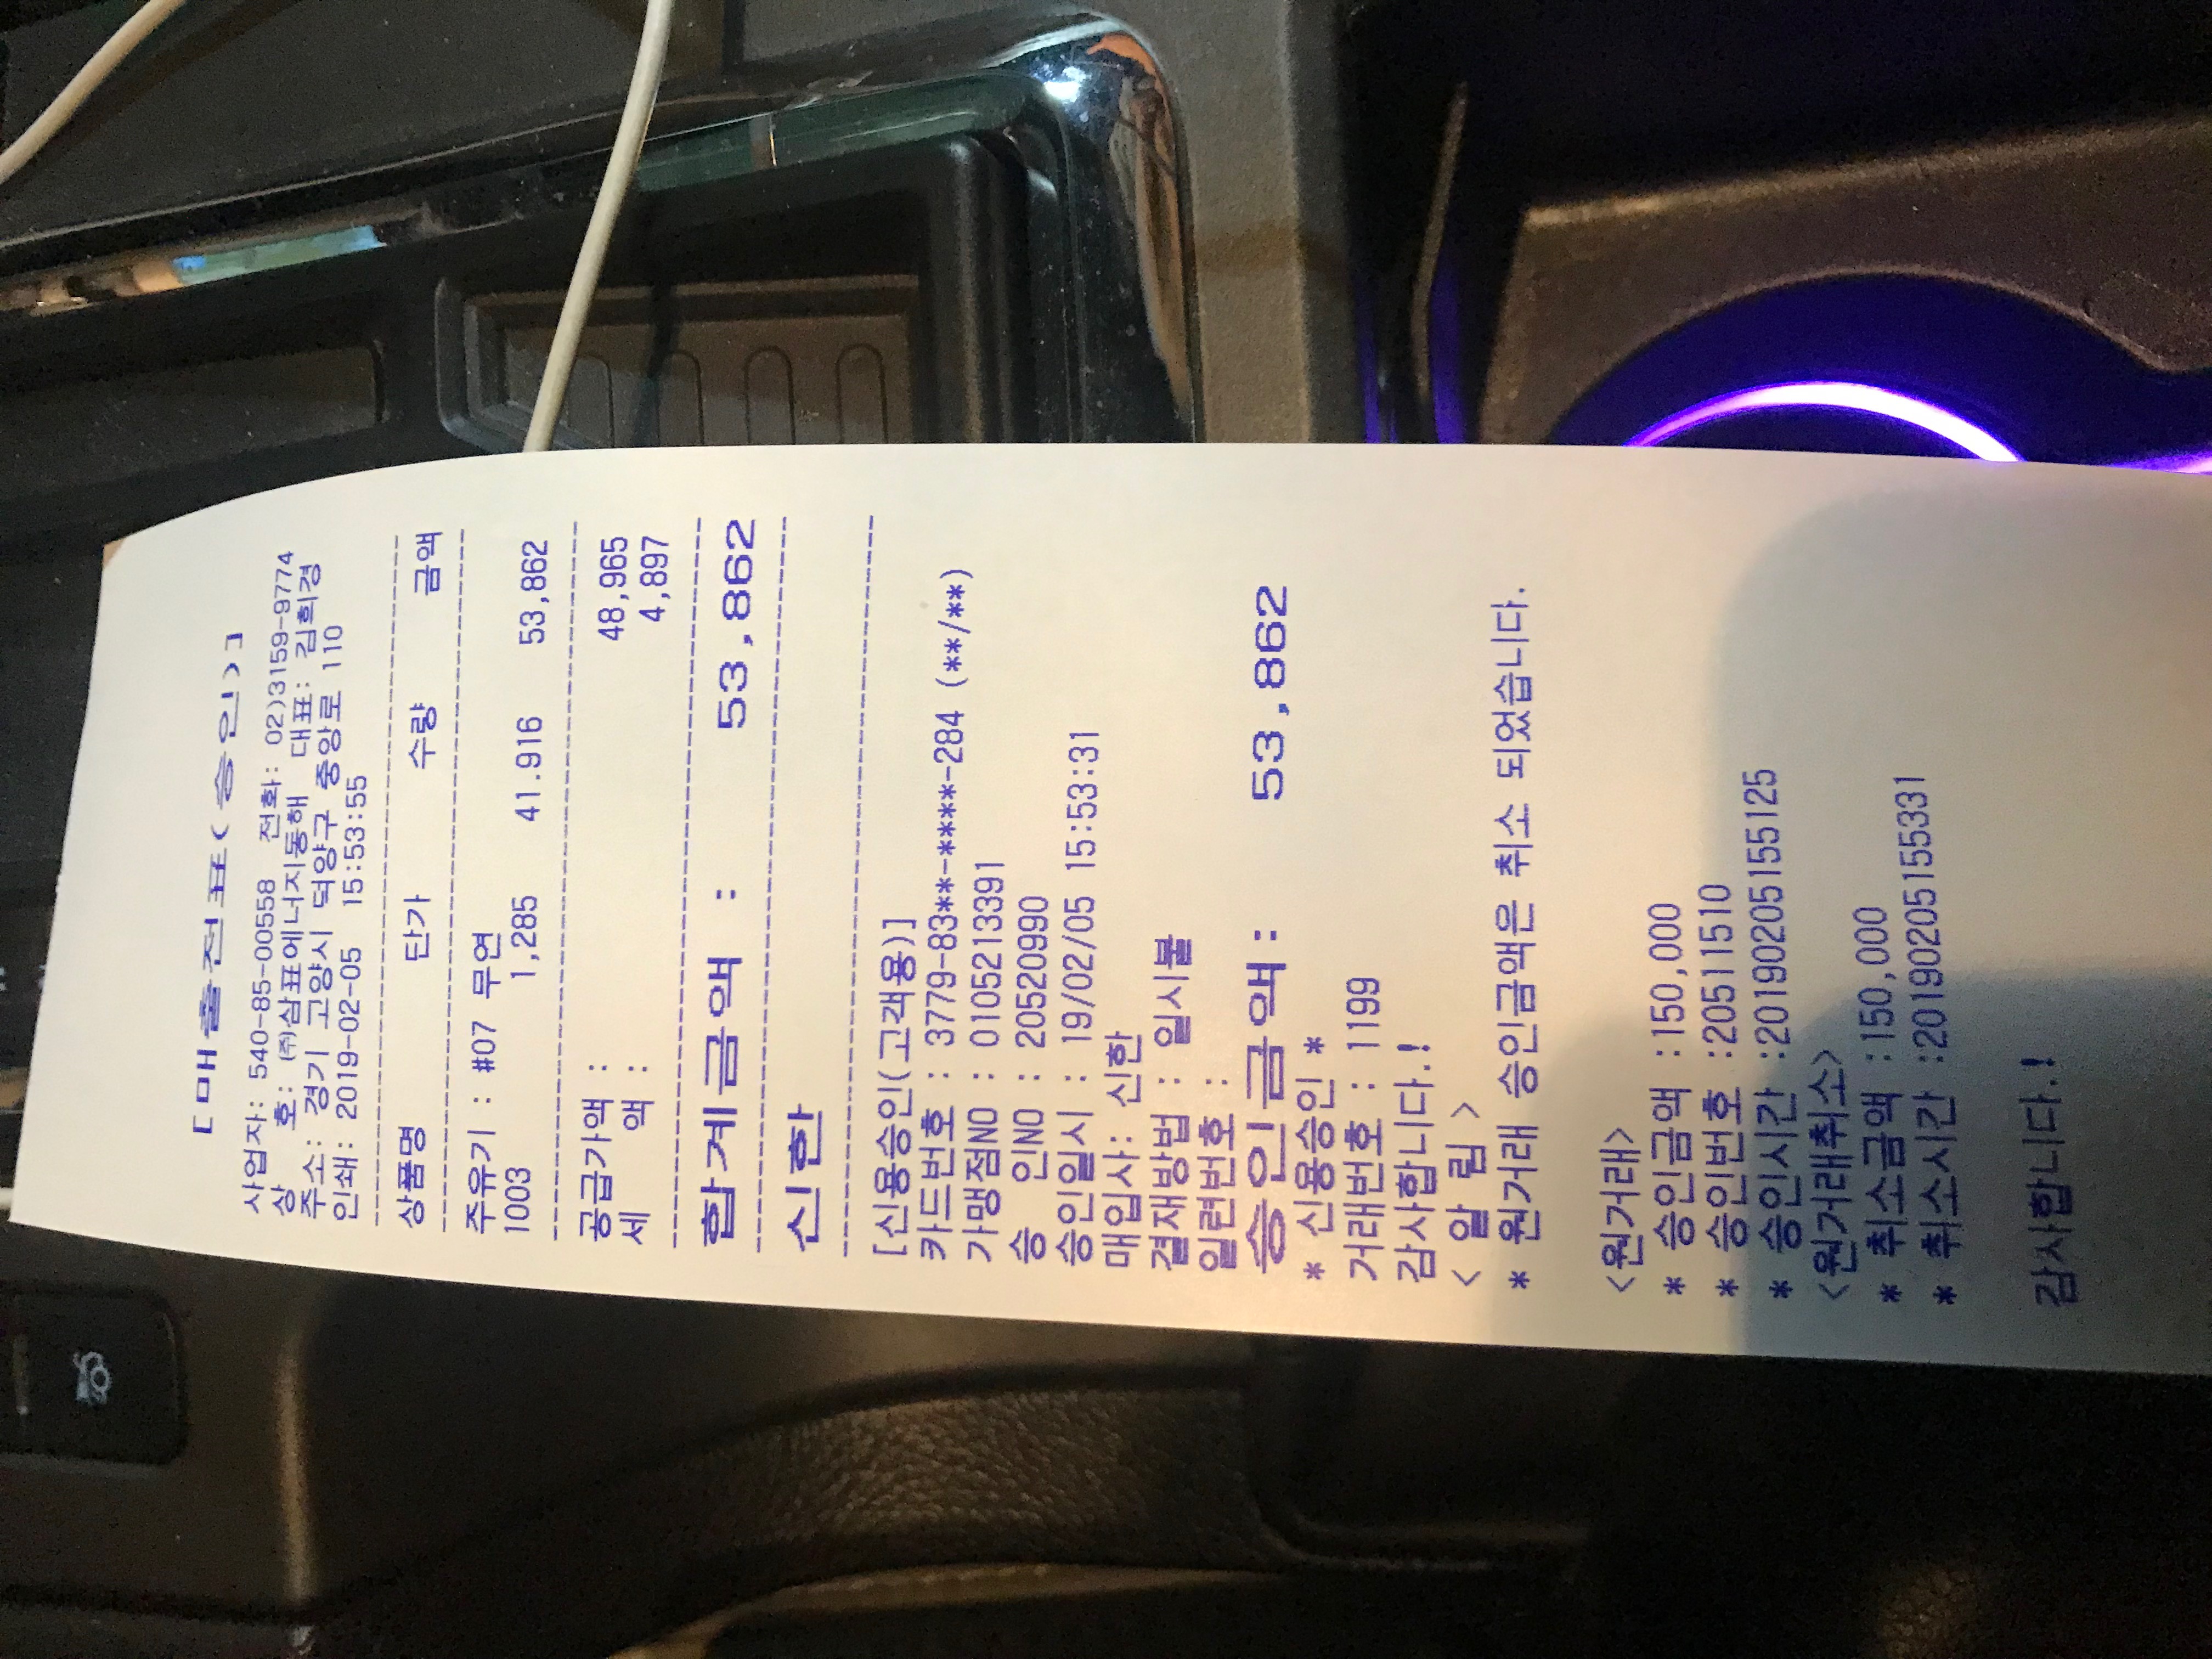 [매출전표(승인)]
사업자: 540-85-00558 전화: 02)3159-9774
상 호: ㈜삼표에너지동해 대표: 김희경
주소: 경기 고양시 덕양구 중앙로 110
인쇄: 2019-02-05 15:53:55
상품명 단가 수량 금액
주유기 : #07 무연
1003 1,285 41.916 53,862
공급가액 : 48,965
세 액 : 4,897
합계금액 : 53,862
신한
[신용승인(고객용)]
카드번호 : 3779-83**-****-284 (**/**)
가맹점NO : 0105213391
승 인NO : 20520990
승인일시 : 19/02/05 15:53:31
매입사: 신한
결재방법 : 일시불
일련번호 :
승인금액: 53,862
* 신용승인 *
거래번호 : 1199
감사합니다.!
< 알 림 >
* 원거래 승인금액은 취소 되었습니다.
<원거래>
* 승인금액 :150,000
* 승인번호 :20511510
* 승인시간 :20190205155125
<원거래취소>
* 취소금액 :150,000
* 취소시간 :20190205155331
감사합니다.!